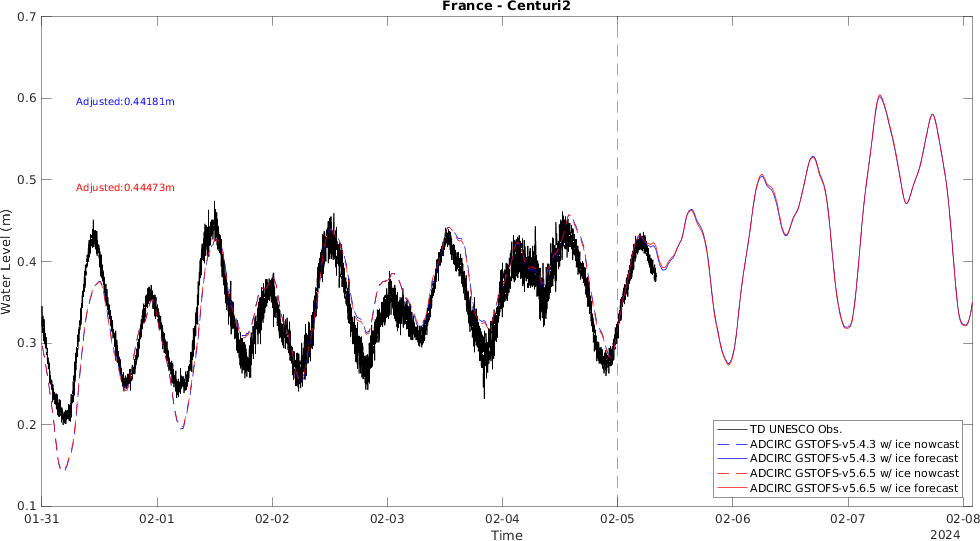 France - Centuri2
0.7
0.6
0.5
0.4
0.3
0.2
0.1
Water Level (m)
Adjusted:0.44181m
Adjusted:0.44473m
TD UNESCO Obs.
ADCIRC GSTOFS-v5.4.3 w/ ice nowcast
ADCIRC GSTOFS-v5.4.3 w/ ice forecast
ADCIRC GSTOFS-v5.6.5 w/ ice nowcast
ADCIRC GSTOFS-v5.6.5 w/ ice forecast
01-31 02-01 02-02 02-03 02-04 02-05 02-06 02-07 02-08
Time
2024